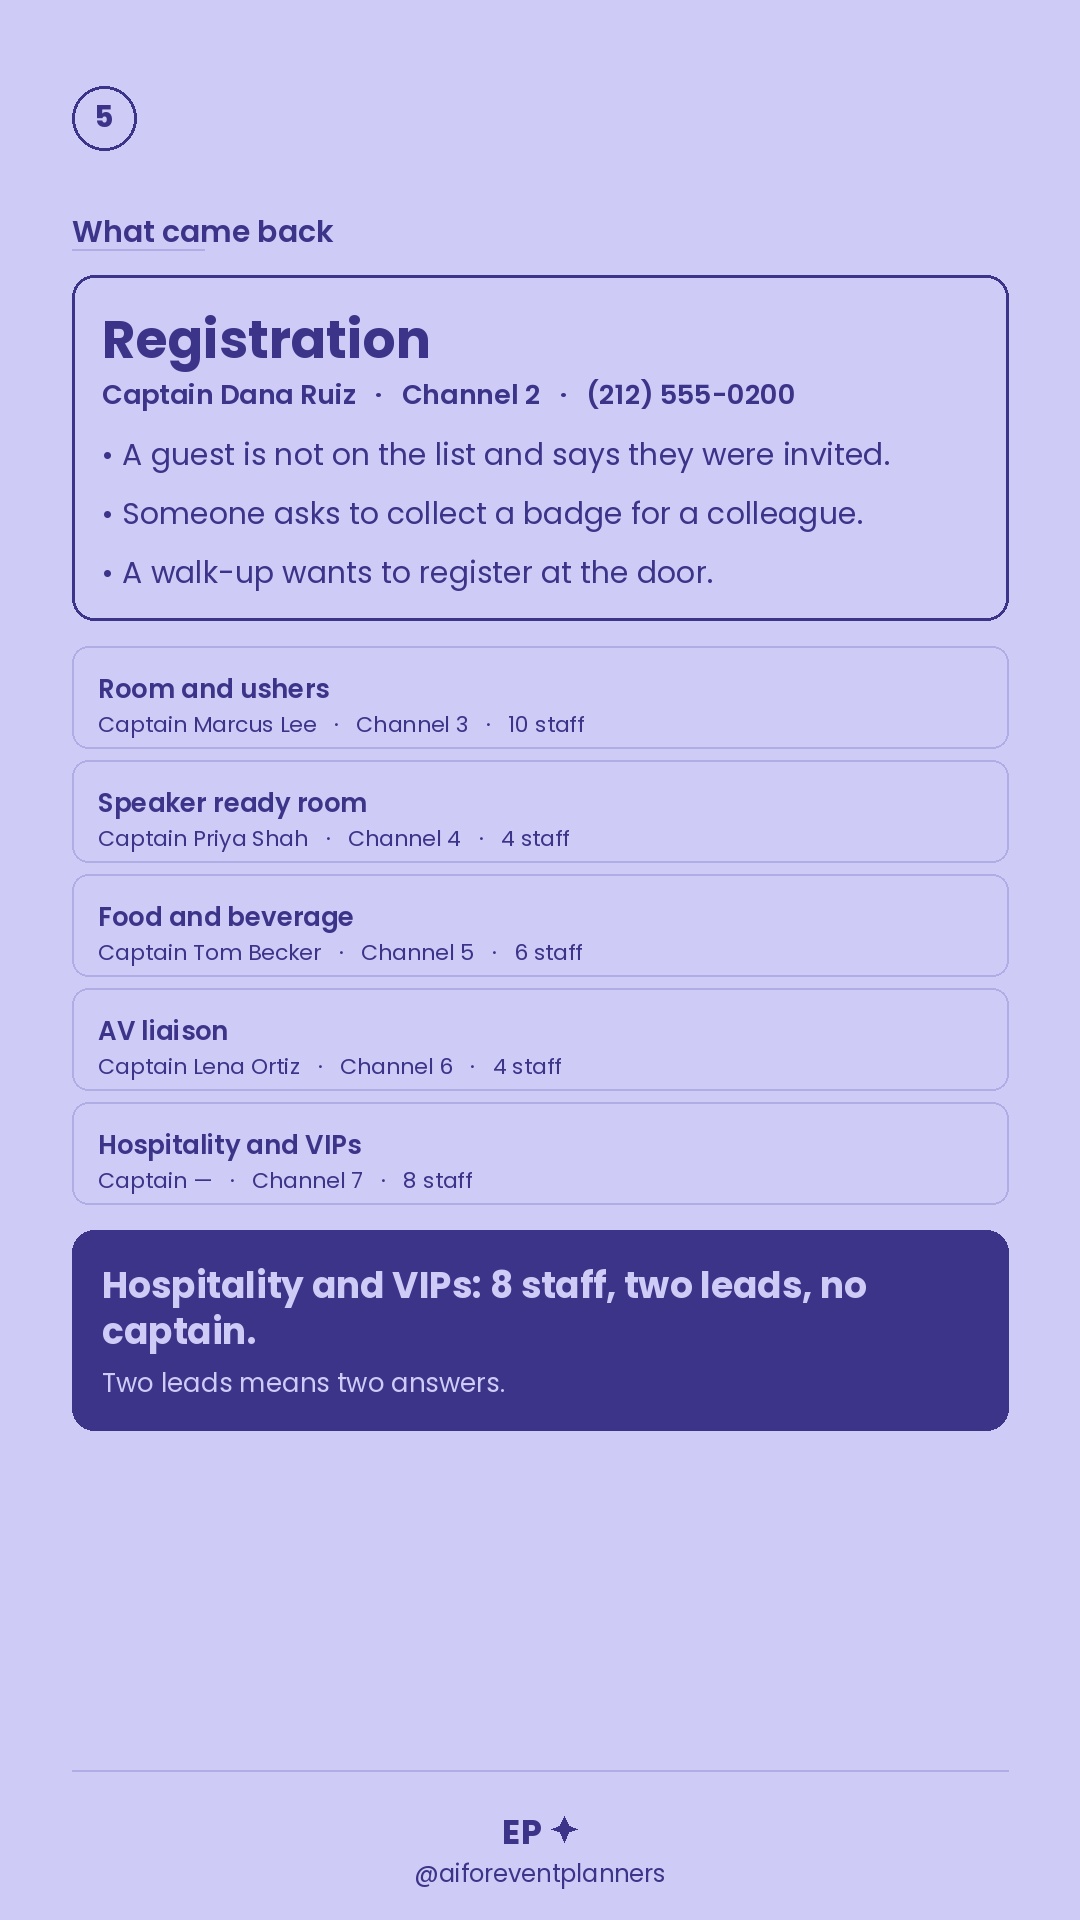 5
What came back
Registration
Captain Dana Ruiz · Channel 2 · (212) 555-0200
• A guest is not on the list and says they were invited.
• Someone asks to collect a badge for a colleague.
• A walk-up wants to register at the door.
Room and ushers
Captain Marcus Lee · Channel 3 · 10 staff
Speaker ready room
Captain Priya Shah · Channel 4 · 4 staff
Food and beverage
Captain Tom Becker · Channel 5 · 6 staff
AV liaison
Captain Lena Ortiz · Channel 6 · 4 staff
Hospitality and VIPs
Captain — · Channel 7 · 8 staff
Hospitality and VIPs: 8 staff, two leads, no
captain.
Two leads means two answers.
EP
@aiforeventplanners